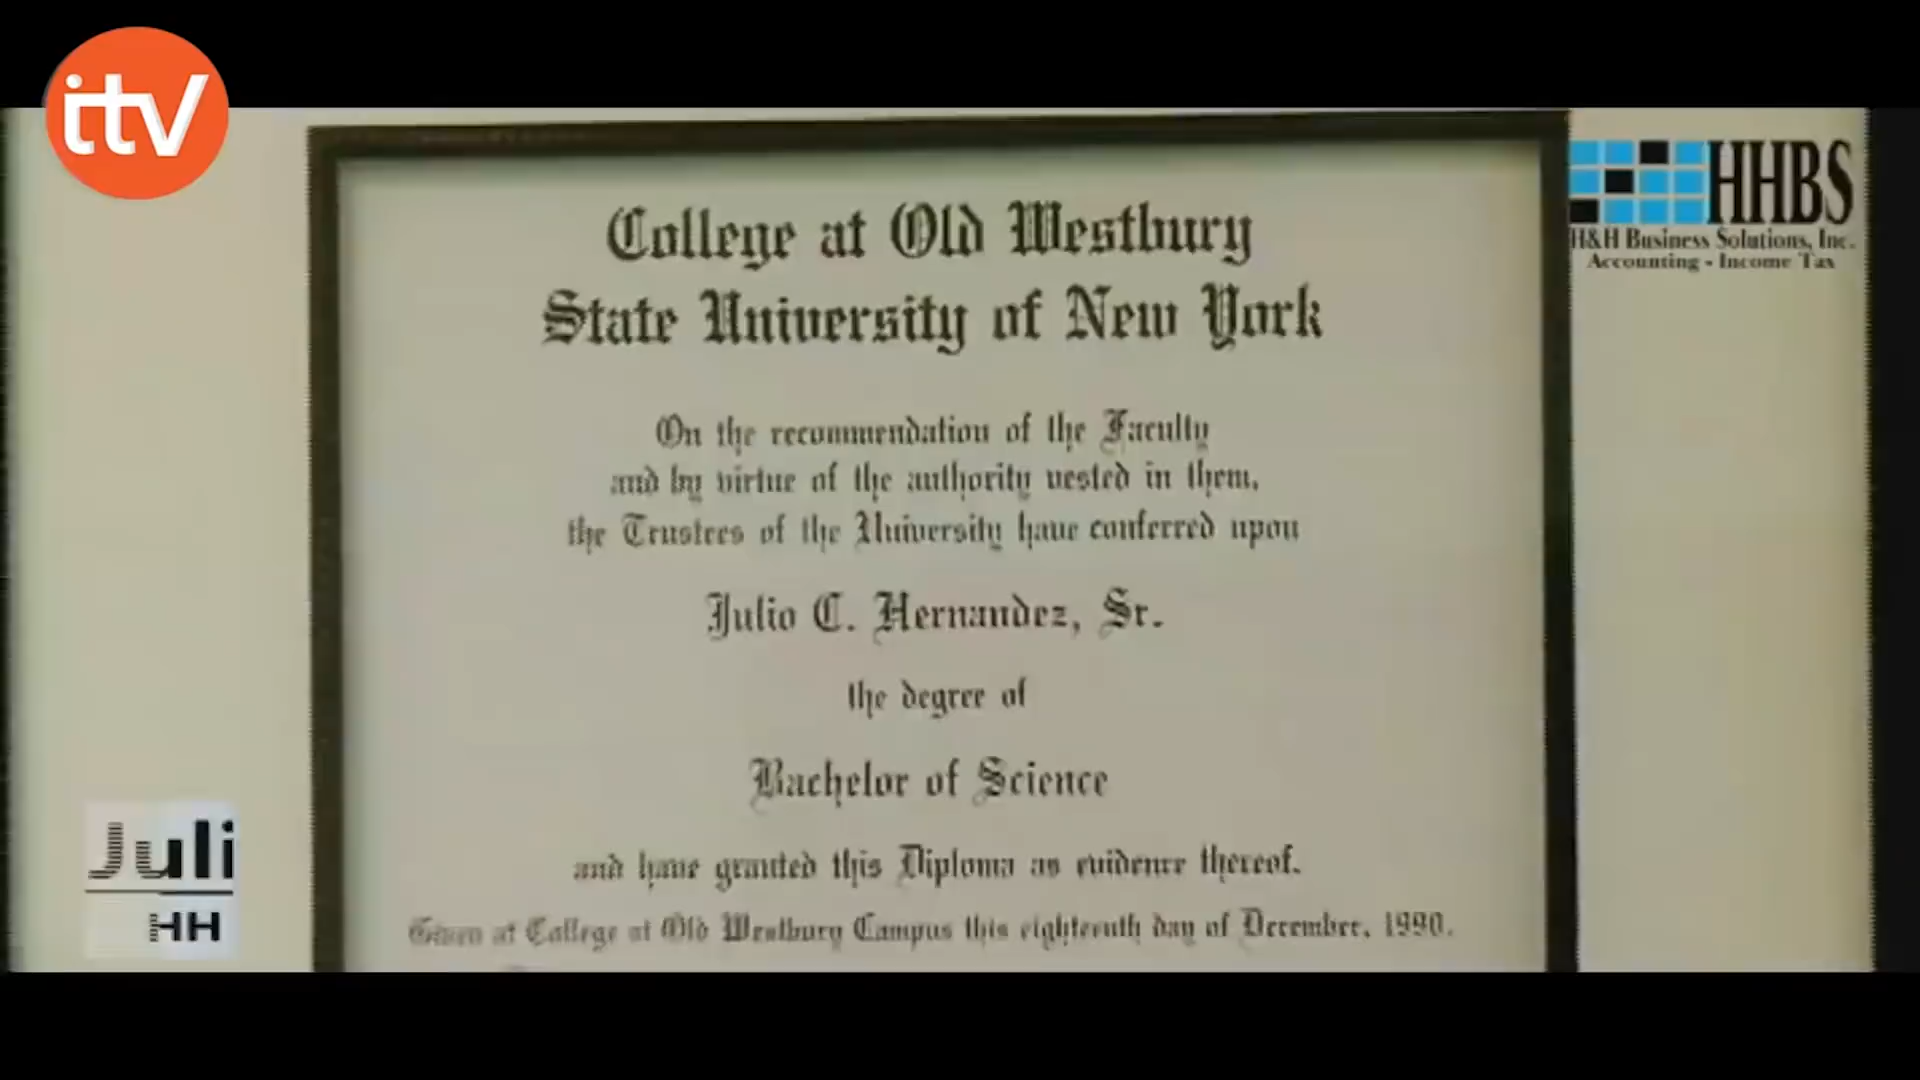 itv
HHBS
H&H Business Solutions, Inc.
Accounting - Income Tax
College at Old Westbury
State University of New York
On the recommendation of the Faculty
and by virtue of the authority vested in them,
the Trustees of the University have conferred upon
Julio C. Hernandez, Sr.
the degree of
Bachelor of Science
and have granted this Diploma as evidence thereof.
Given at College at Old Westbury Campus this eighteenth day of December, 1990.
Juli
HH